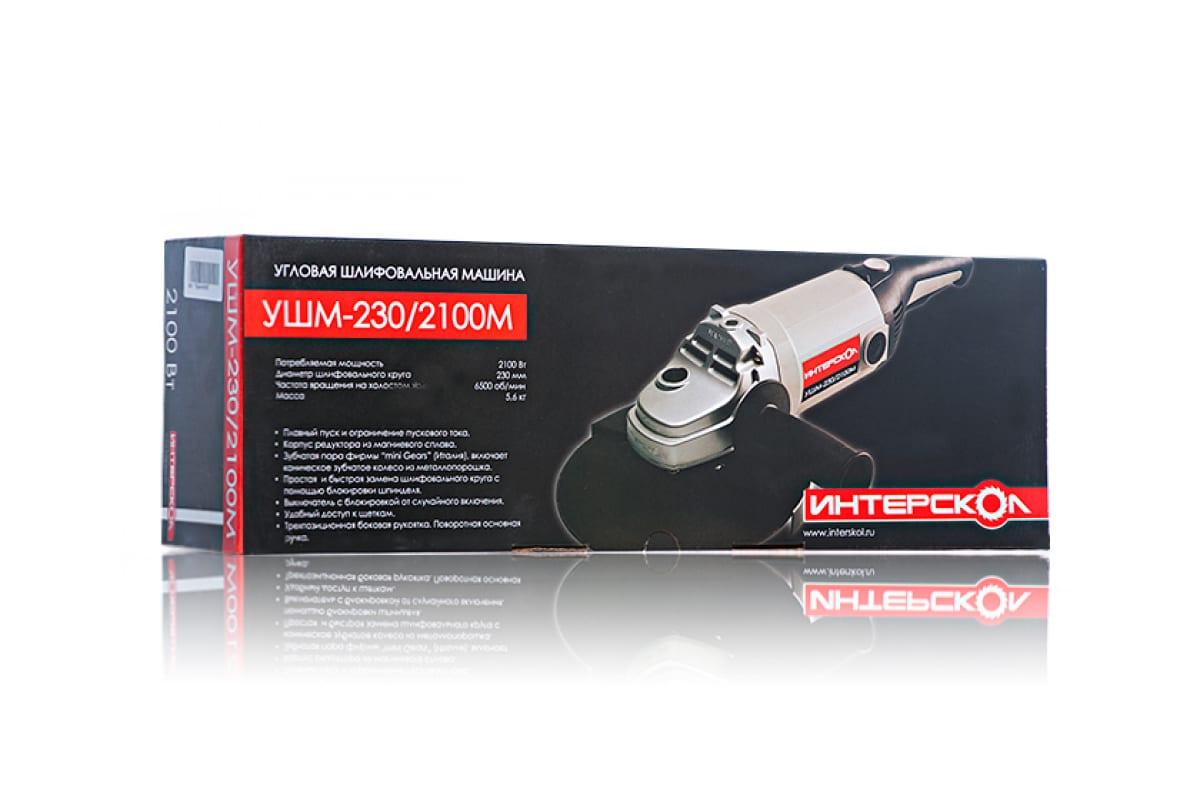 УГЛОВАЯ ШЛИФОВАЛЬНАЯ МАШИНА
УШМ-230/2100М
Потребляемая мощность 2100 Вт
Диаметр шлифовального круга 230 мм
Частота вращения на холостом 6500 об/мин
Масса 5,6 кг
• Плавный пуск и ограничение пускового тока.
• Корпус редуктора из магниевого сплава.
• Зубчатая пара фирмы "mini Gears" (Италия), включает
коническое зубчатое колесо из металлопорошка.
• Простая и быстрая замена шлифовального круга с
помощью блокировки шпинделя.
• Выключатель с блокировкой от случайного включения.
• Удобный доступ к щеткам.
• Трехпозиционная боковая рукоятка. Поворотная основная
ручка.
ИНТЕРСКОЛ
УШМ-230/2100М
ИНТЕРСКОЛ
www.interskol.ru
2100 Вт
ИНТЕРСКОЛ
УШМ-230/2100М